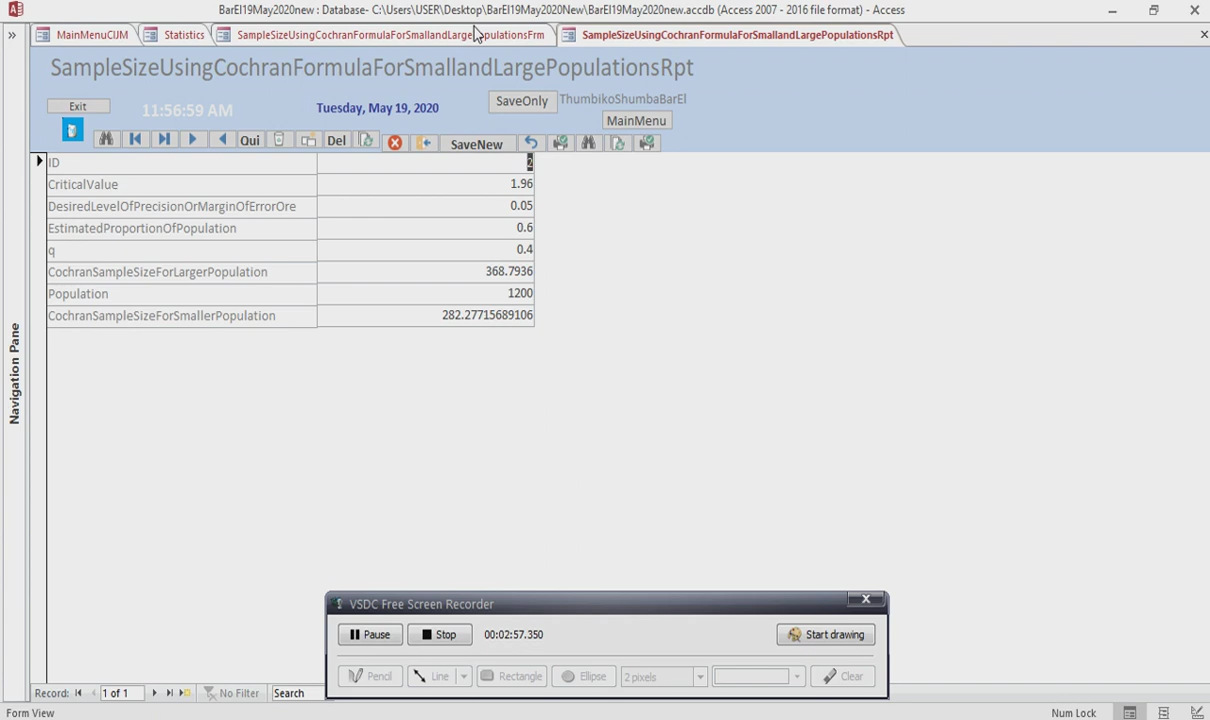 BarEl19May2020new : Database- C:\Users\USER\Desktop\BarEl19May2020New\BarEl19May2020new.accdb (Access 2007 - 2016 file format) - Access
MainMenuCIJM
Statistics
SampleSizeUsingCochranFormulaForSmallandLargePopulationsFrm
SampleSizeUsingCochranFormulaForSmallandLargePopulationsRpt
SampleSizeUsingCochranFormulaForSmallandLargePopulationsRpt
Exit
11:56:59 AM
Tuesday, May 19, 2020
SaveOnly
ThumbikoShumbaBarEl
MainMenu
Qui
Del
SaveNew
ID 2
CriticalValue 1.96
DesiredLevelOfPrecisionOrMarginOfErrorOre 0.05
EstimatedProportionOfPopulation 0.6
q 0.4
CochranSampleSizeForLargerPopulation 368.7936
Population 1200
CochranSampleSizeForSmallerPopulation 282.27715689106
Navigation Pane
VSDC Free Screen Recorder
Pause
Stop
00:02:57.350
Start drawing
Pencil
Line
Rectangle
Ellipse
2 pixels
Clear
Record: 1 of 1 No Filter Search
Form View
Num Lock